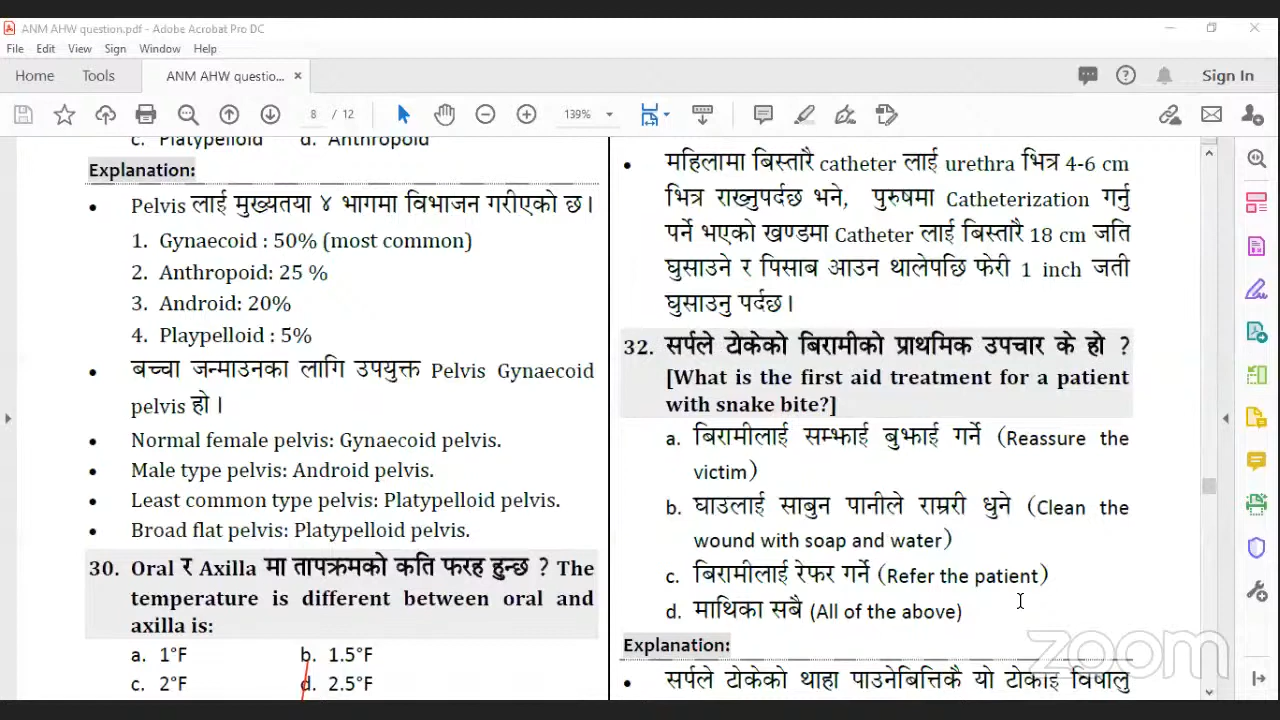 ANM AHW question.pdf - Adobe Acrobat Pro DC
File Edit View Sign Window Help
Home Tools ANM AHW questio... × Sign In
8 / 12 139%
c. Platypelloid d. Anthropoid
Explanation:
• Pelvis लाई मुख्यतया ४ भागमा विभाजन गरीएको छ।
1. Gynaecoid : 50% (most common)
2. Anthropoid: 25 %
3. Android: 20%
4. Playpelloid : 5%
• बच्चा जन्माउनका लागि उपयुक्त Pelvis Gynaecoid
pelvis हो।
• Normal female pelvis: Gynaecoid pelvis.
• Male type pelvis: Android pelvis.
• Least common type pelvis: Platypelloid pelvis.
• Broad flat pelvis: Platypelloid pelvis.
30. Oral र Axilla मा तापक्रमको कति फरह हुन्छ ? The
temperature is different between oral and
axilla is:
a. 1°F b. 1.5°F
c. 2°F d. 2.5°F
• महिलामा बिस्तारै catheter लाई urethra भित्र 4-6 cm
भित्र राख्नुपर्दछ भने, पुरुषमा Catheterization गर्नु
पर्ने भएको खण्डमा Catheter लाई बिस्तारै 18 cm जति
घुसाउने र पिसाब आउन थालेपछि फेरी 1 inch जती
घुसाउनु पर्दछ।
32. सर्पले टोकेको बिरामीको प्राथमिक उपचार के हो ?
[What is the first aid treatment for a patient
with snake bite?]
a. बिरामीलाई सम्झाई बुझाई गर्ने (Reassure the
victim)
b. घाउलाई साबुन पानीले राम्ररी धुने (Clean the
wound with soap and water)
c. बिरामीलाई रेफर गर्ने (Refer the patient)
d. माथिका सबै (All of the above)
Explanation:
• सर्पले टोकेको थाहा पाउनेबित्तिकै यो टोकाइ विषालु
zoom